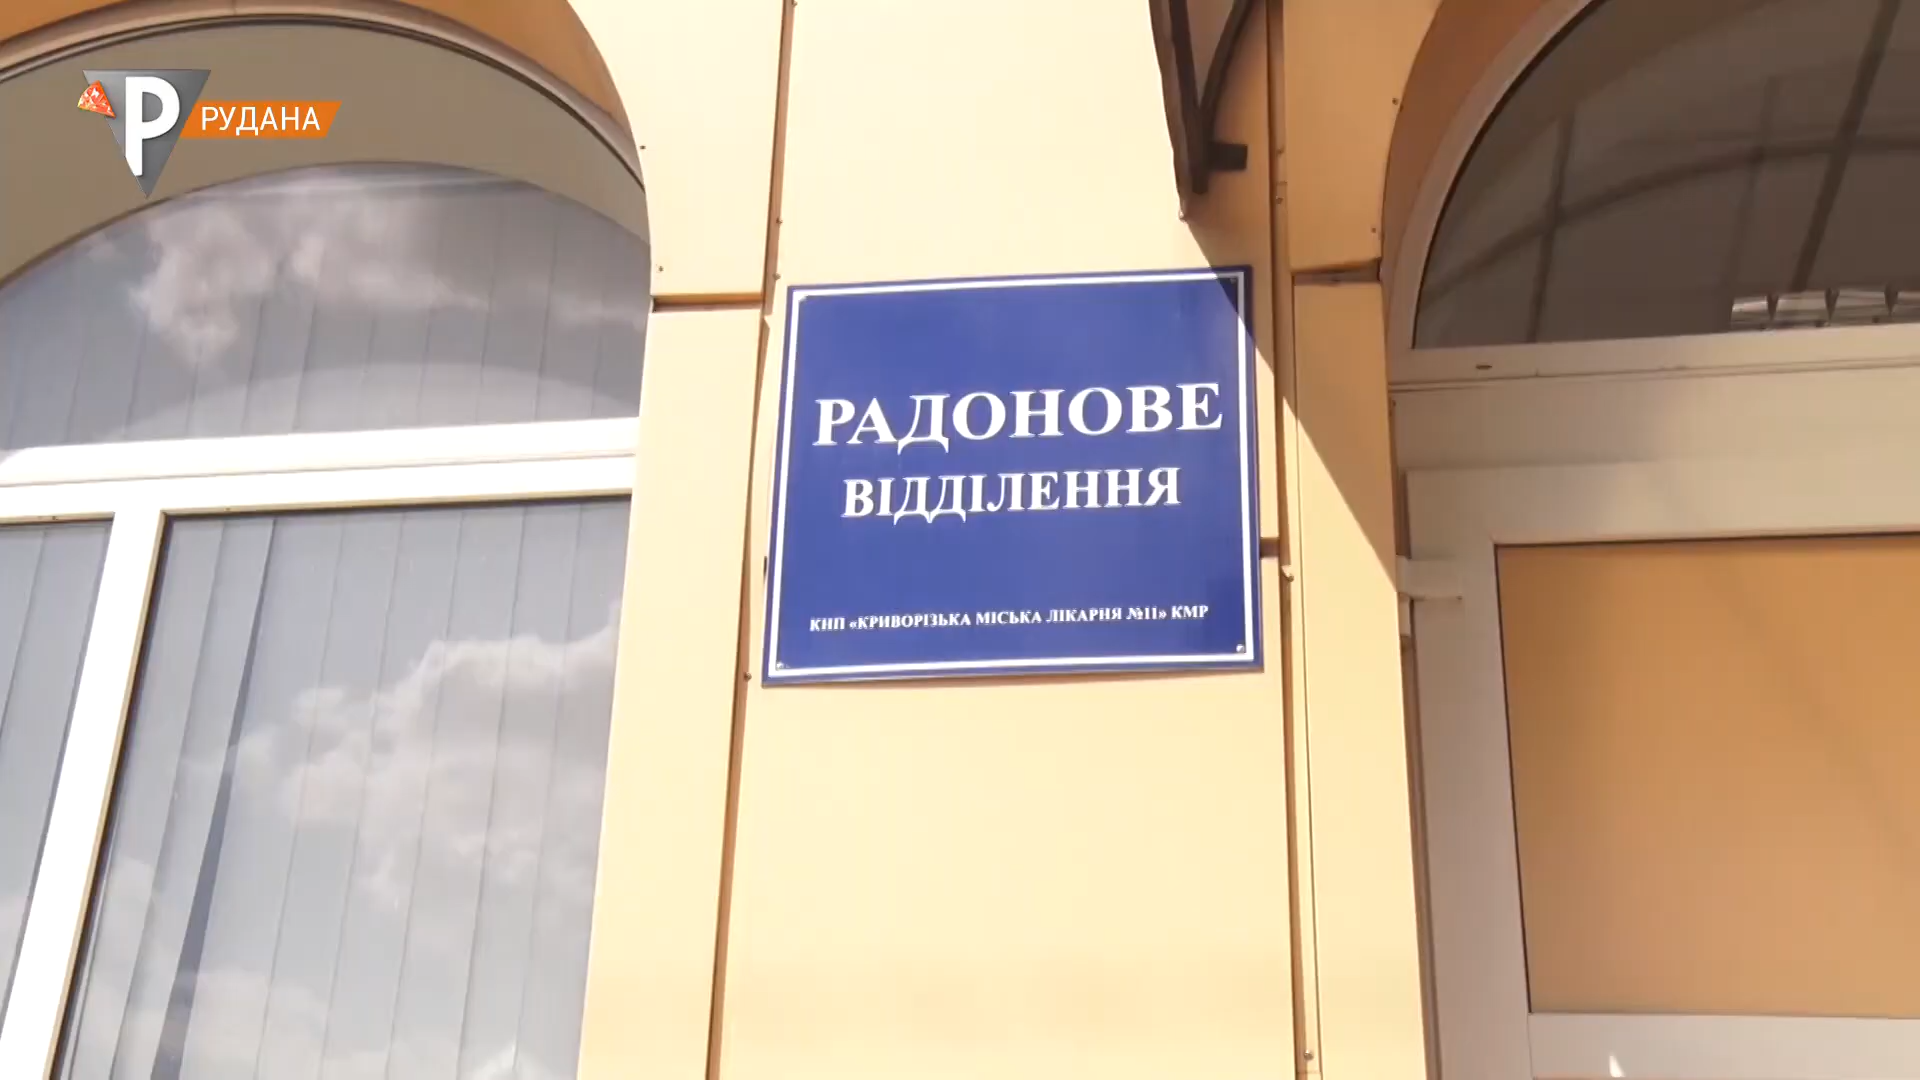 Р РУДАНА
РАДОНОВЕ
ВІДДІЛЕННЯ
КНП «КРИВОРІЗЬКА МІСЬКА ЛІКАРНЯ №11» КМР